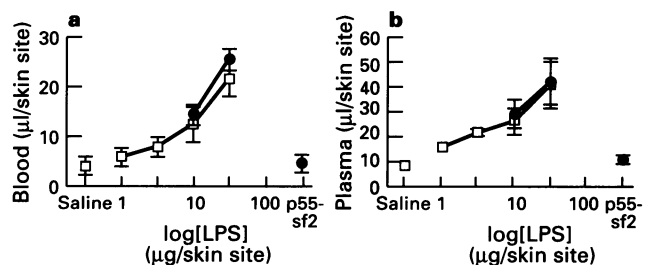 a
Blood (µl/skin site)
30
20
10
0
Saline 1 10 100 p55-
sf2
log[LPS]
(µg/skin site)
b
Plasma (µl/skin site)
60
50
40
30
20
10
0
Saline 1 10 100 p55-
sf2
log[LPS]
(µg/skin site)